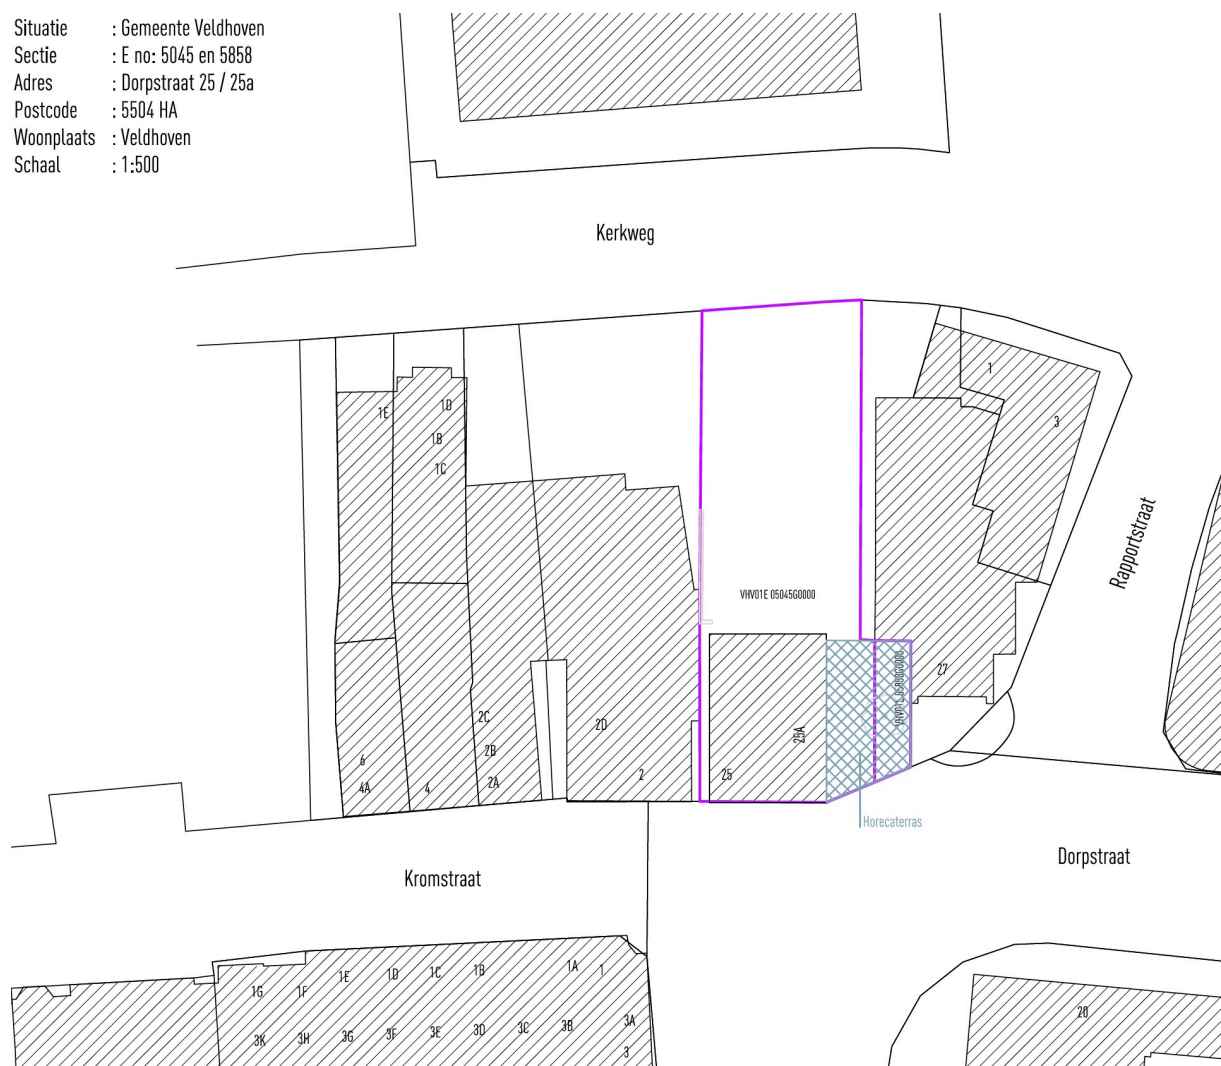 Situatie : Gemeente Veldhoven
Sectie : E no: 5045 en 5858
Adres : Dorpstraat 25 / 25a
Postcode : 5504 HA
Woonplaats : Veldhoven
Schaal : 1:500
Kerkweg
1
1E
1D
3
1B
1C
Rapportstraat
VHV01E 05045G0000
27
2C
2D
25A
2B
6
2
25
2A
4A
4
Horecaterras
Dorpstraat
Kromstraat
1A
1
1B
1C
1D
1E
1G
1F
20
3A
3B
3C
3D
3E
3F
3G
3H
3K
3